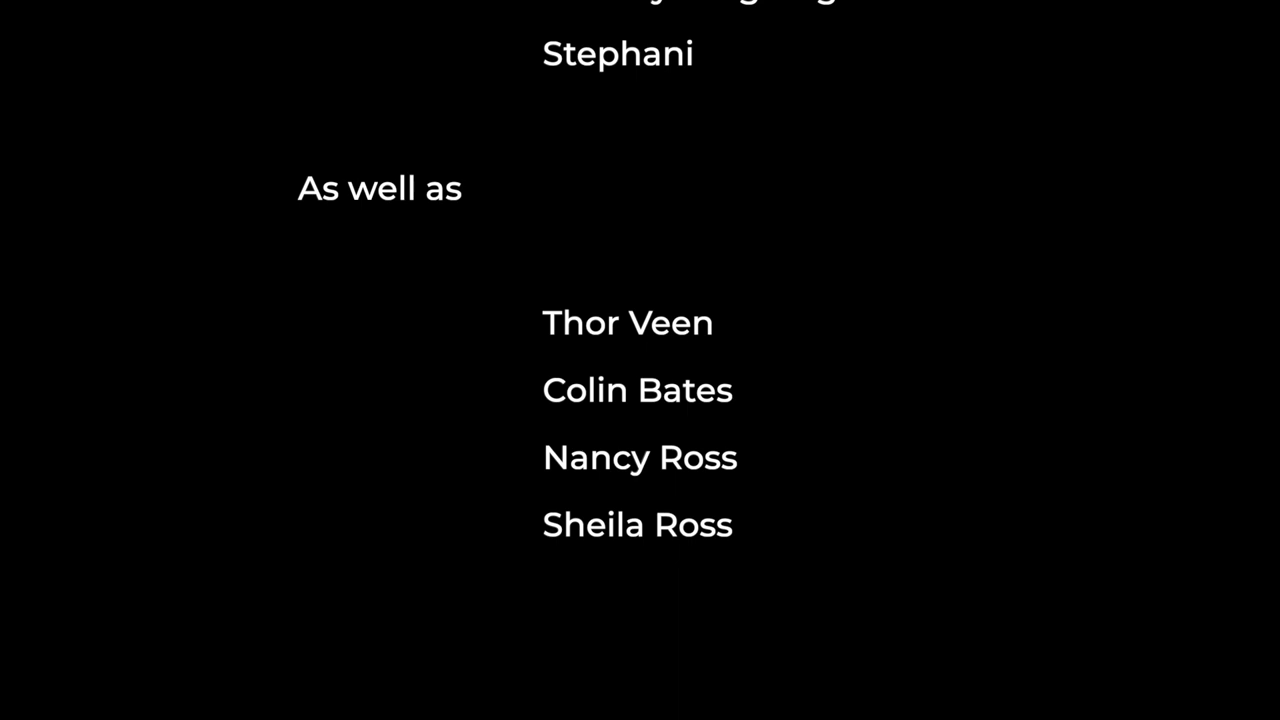 Stephani
As well as
Thor Veen
Colin Bates
Nancy Ross
Sheila Ross